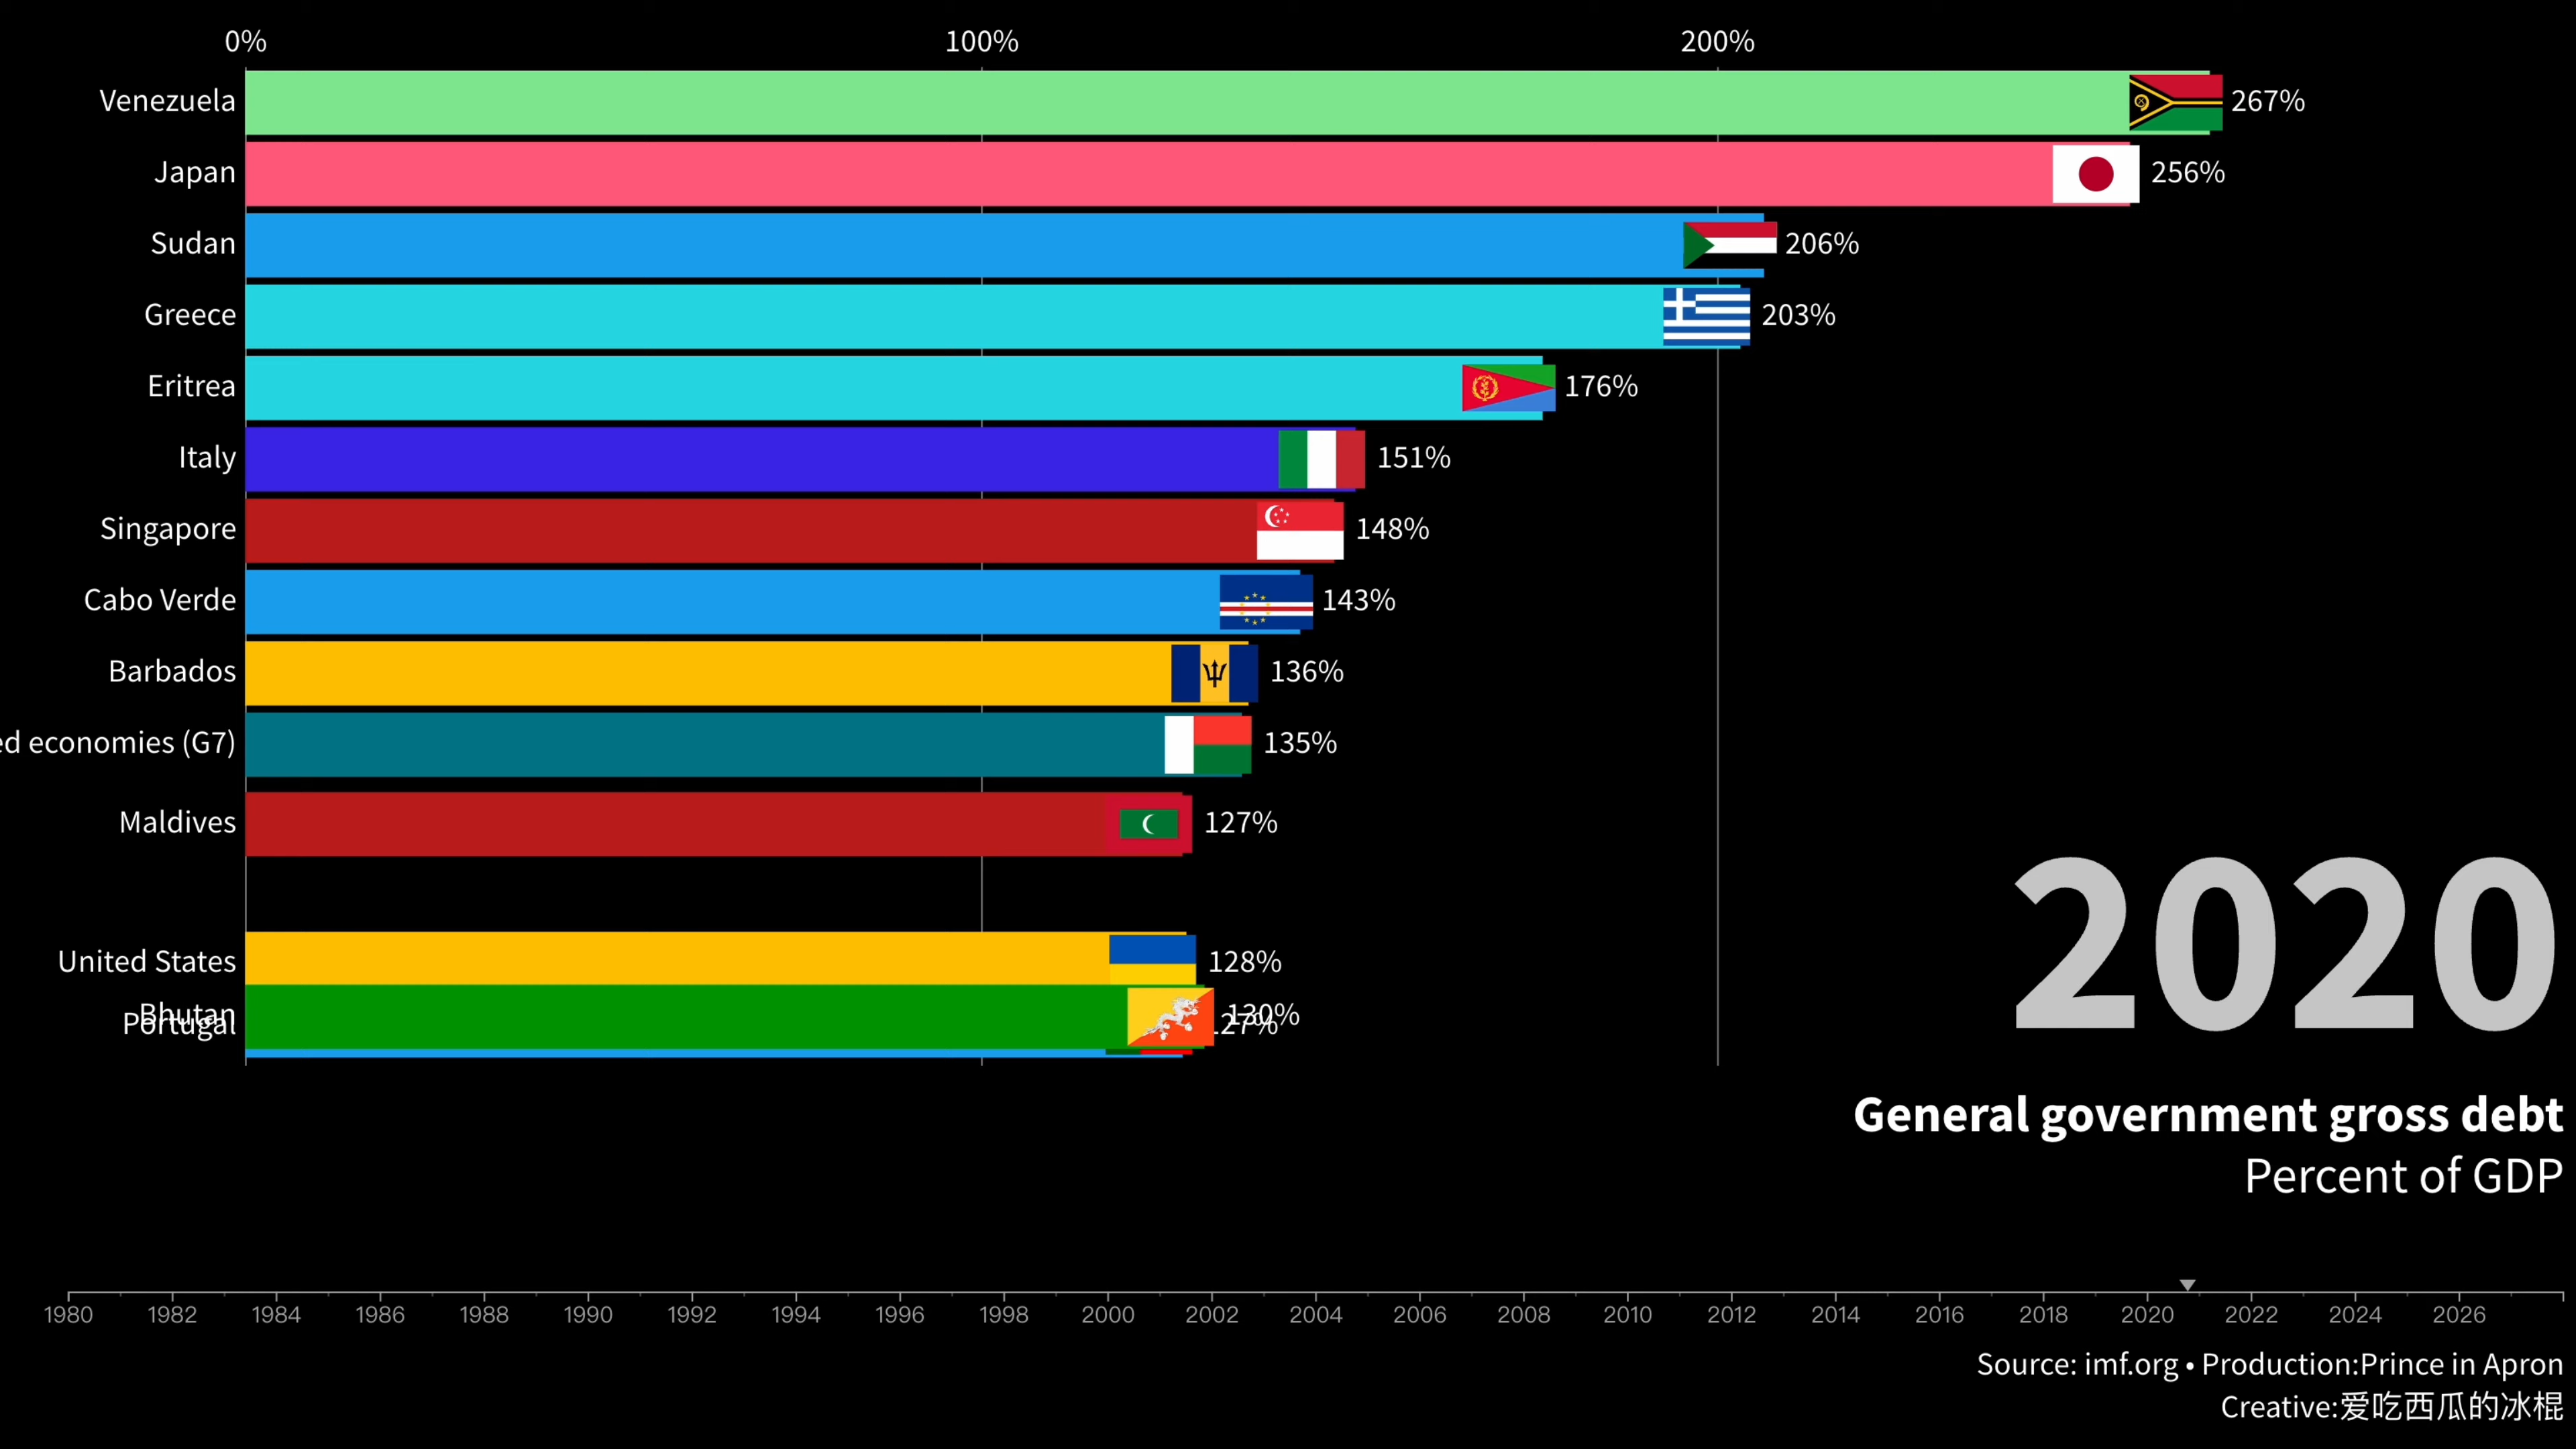 0% 100% 200%
Venezuela 267%
Japan 256%
Sudan 206%
Greece 203%
Eritrea 176%
Italy 151%
Singapore 148%
Cabo Verde 143%
Barbados 136%
economies (G7) 135%
Maldives 127%
United States 128%
Bhutan 130%
Portugal 127%
2020
General government gross debt
Percent of GDP
1980 1982 1984 1986 1988 1990 1992 1994 1996 1998 2000 2002 2004 2006 2008 2010 2012 2014 2016 2018 2020 2022 2024 2026
Source: imf.org • Production:Prince in Apron
Creative:爱吃西瓜的冰棍